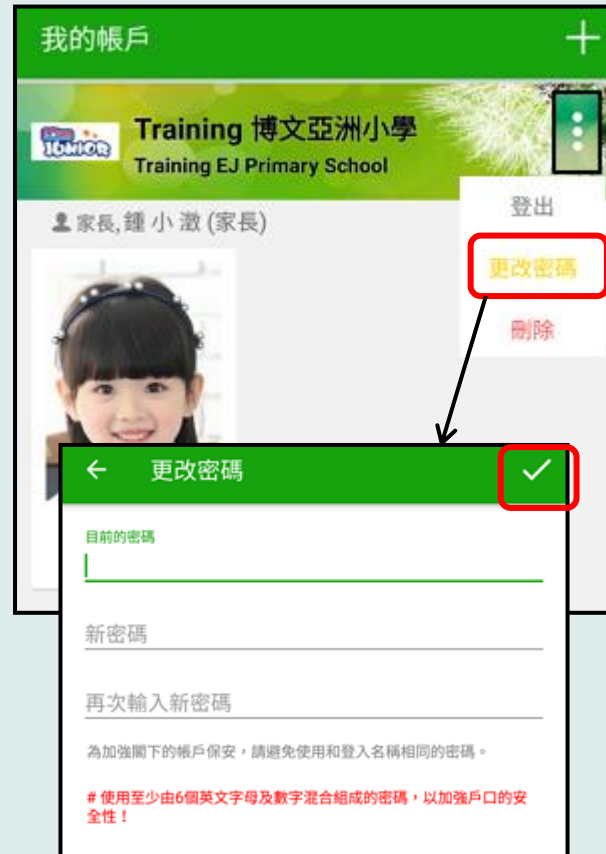 我的帳戶
JUNIOR
Training 博文亞洲小學
Training EJ Primary School
家長,鍾小澂(家長)
登出
更改密碼
刪除
更改密碼
目前的密碼
新密碼
再次輸入新密碼
為加強閣下的帳戶保安，請避免使用和登入名稱相同的密碼。
# 使用至少由6個英文字母及數字混合組成的密碼，以加強戶口的安
全性！